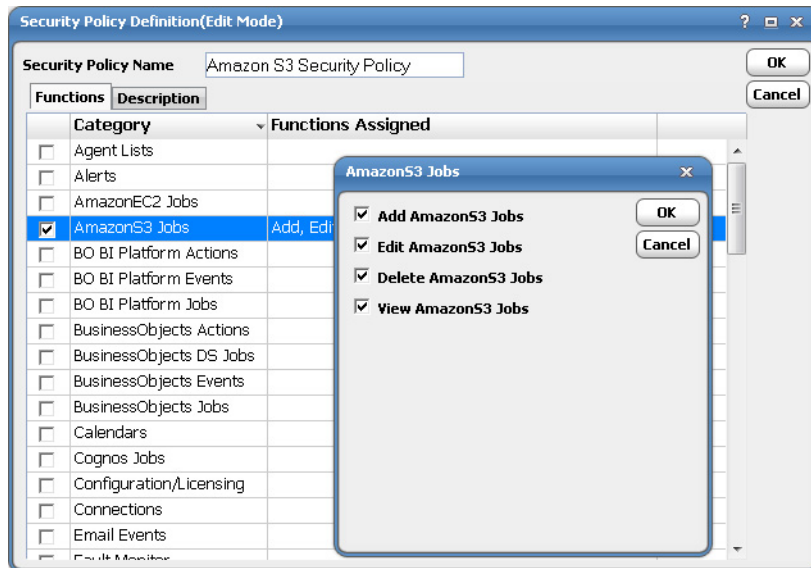 Security Policy Definition(Edit Mode)
?
Security Policy Name Amazon S3 Security Policy
OK
Cancel
Functions Description
Category Functions Assigned
Agent Lists
Alerts
AmazonEC2 Jobs
AmazonS3 Jobs Add, Edi
BO BI Platform Actions
BO BI Platform Events
BO BI Platform Jobs
BusinessObjects Actions
BusinessObjects DS Jobs
BusinessObjects Events
BusinessObjects Jobs
Calendars
Cognos Jobs
Configuration/Licensing
Connections
Email Events
Fault Monitor
AmazonS3 Jobs
Add AmazonS3 Jobs
Edit AmazonS3 Jobs
Delete AmazonS3 Jobs
View AmazonS3 Jobs
OK
Cancel